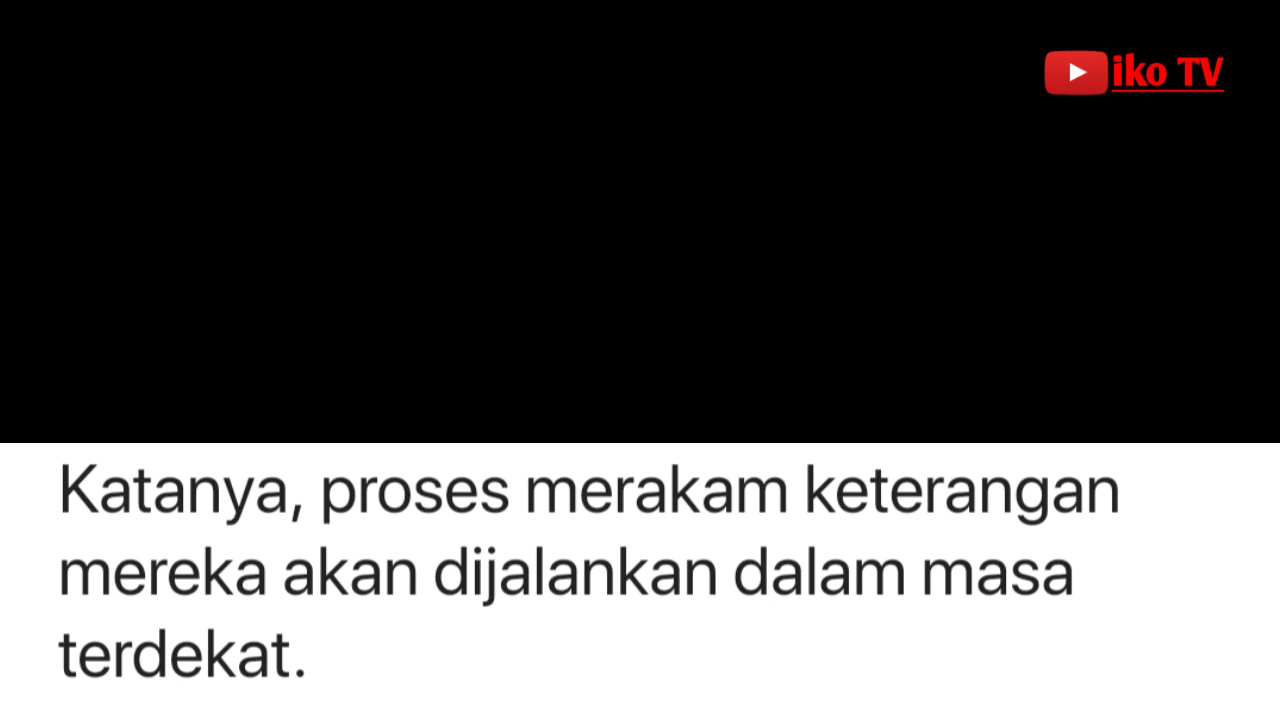 iko TV
Katanya, proses merakam keterangan
mereka akan dijalankan dalam masa
terdekat.